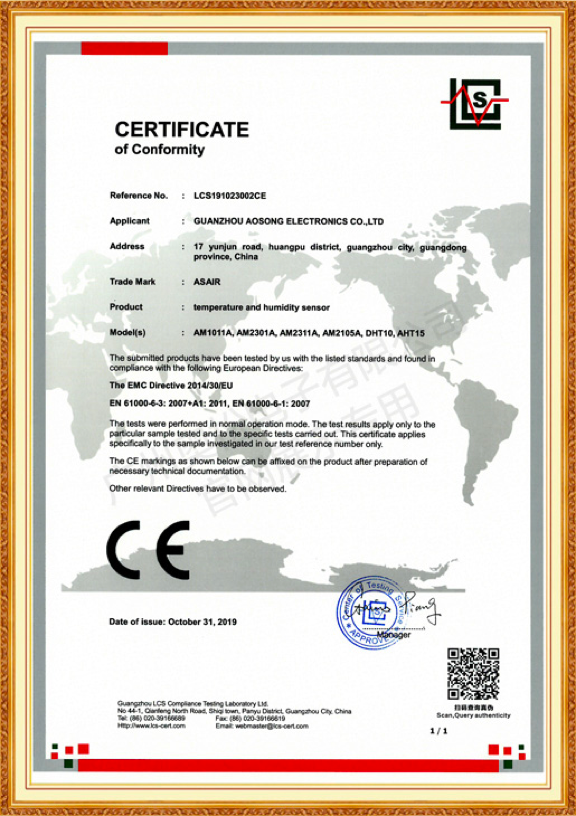 LCS
CERTIFICATE
of Conformity
Reference No. : LCS191023002CE
Applicant : GUANZHOU AOSONG ELECTRONICS CO.,LTD
Address : 17 yunjun road, huangpu district, guangzhou city, guangdong
province, China
Trade Mark : ASAIR
Product : temperature and humidity sensor
Model(s) : AM1011A, AM2301A, AM2311A, AM2105A, DHT10, AHT15
The submitted products have been tested by us with the listed standards and found in
compliance with the following European Directives:
The EMC Directive 2014/30/EU
EN 61000-6-3: 2007+A1: 2011, EN 61000-6-1: 2007
The tests were performed in normal operation mode. The test results apply only to the
particular sample tested and to the specific tests carried out. This certificate applies
specifically to the sample investigated in our test reference number only.
The CE markings as shown below can be affixed on the product after preparation of
necessary technical documentation.
Other relevant Directives have to be observed.
CE
Center of Testing Service
APPROVED
Date of issue: October 31, 2019
Manager
扫码查询真伪
Scan,Query authenticity
Guangzhou LCS Compliance Testing Laboratory Ltd.
No 44-1, Qianfeng North Road, Shiqi town, Panyu District, Guangzhou City, China
Tel: (86) 020-39166689 Fax: (86) 020-39166619
Http://www.lcs-cert.com Email: webmaster@lcs-cert.com
1 / 1